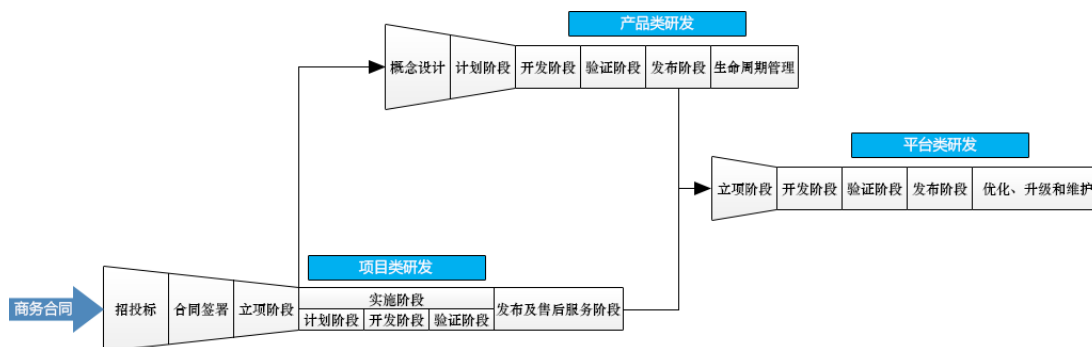 产品类研发
概念设计 计划阶段 开发阶段 验证阶段 发布阶段 生命周期管理
平台类研发
立项阶段 开发阶段 验证阶段 发布阶段 优化、升级和维护
项目类研发
商务合同 招投标 合同签署 立项阶段 实施阶段 发布及售后服务阶段
计划阶段 开发阶段 验证阶段